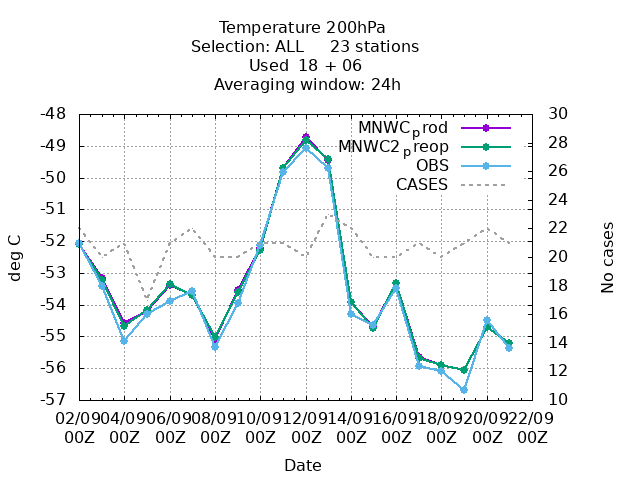 Temperature 200hPa
Selection: ALL     23 stations
Used  18 + 06
Averaging window: 24h
-48 -49 -50 -51 -52 -53 -54 -55 -56 -57
30 28 26 24 22 20 18 16 14 12 10
MNWCprod
MNWC2preop
OBS
CASES
deg C
No cases
02/09 04/09 06/09 08/09 10/09 12/09 14/09 16/09 18/09 20/09 22/09
00Z 00Z 00Z 00Z 00Z 00Z 00Z 00Z 00Z 00Z 00Z
Date